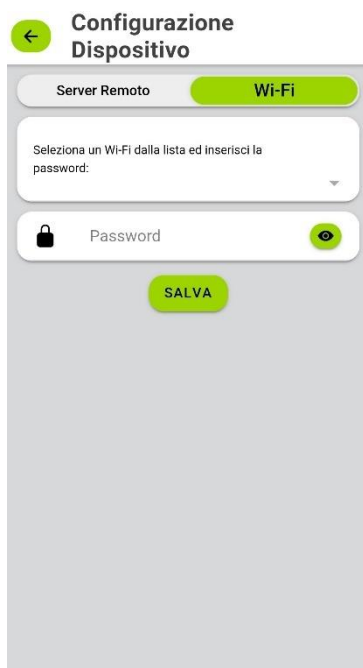 Configurazione
Dispositivo
Server Remoto
Wi-Fi
Seleziona un Wi-Fi dalla lista ed inserisci la
password:
Password
SALVA